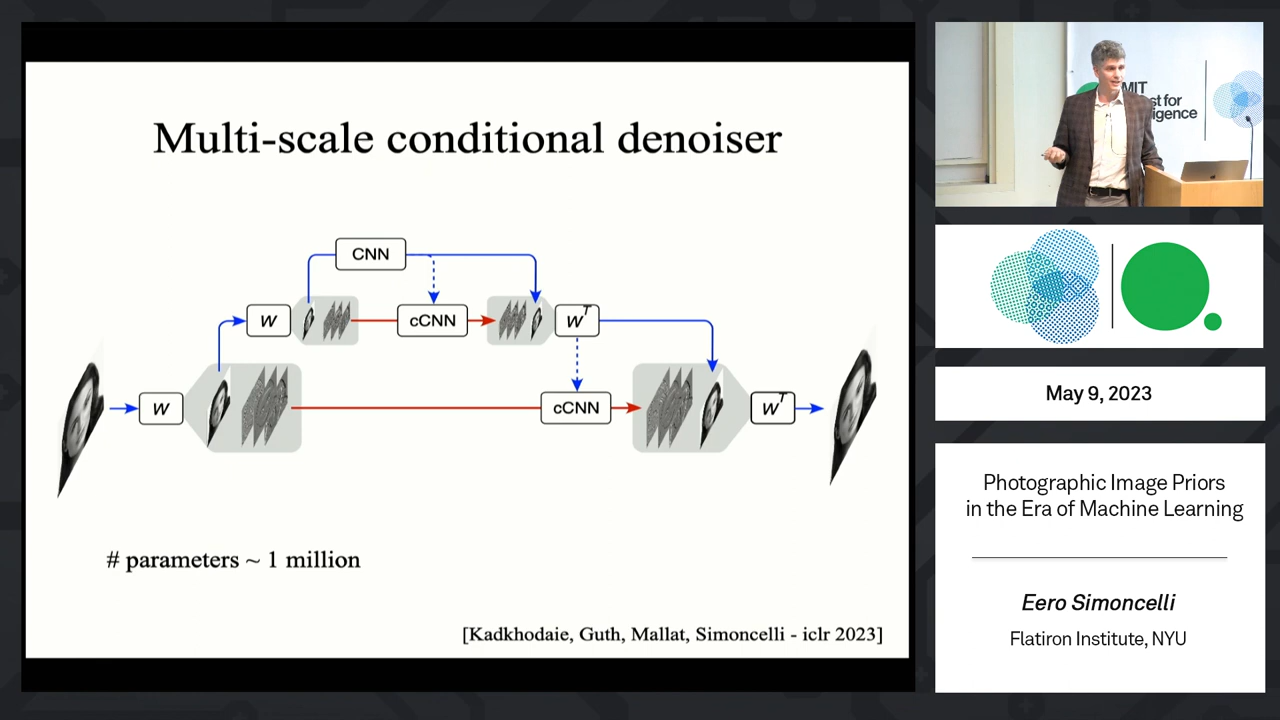 Multi-scale conditional denoiser
CNN
W
cCNN
W^T
W
cCNN
W^T
# parameters ~ 1 million
[Kadkhodaie, Guth, Mallat, Simoncelli - iclr 2023]
MIT
st for
ligence
May 9, 2023
Photographic Image Priors
in the Era of Machine Learning
Eero Simoncelli
Flatiron Institute, NYU